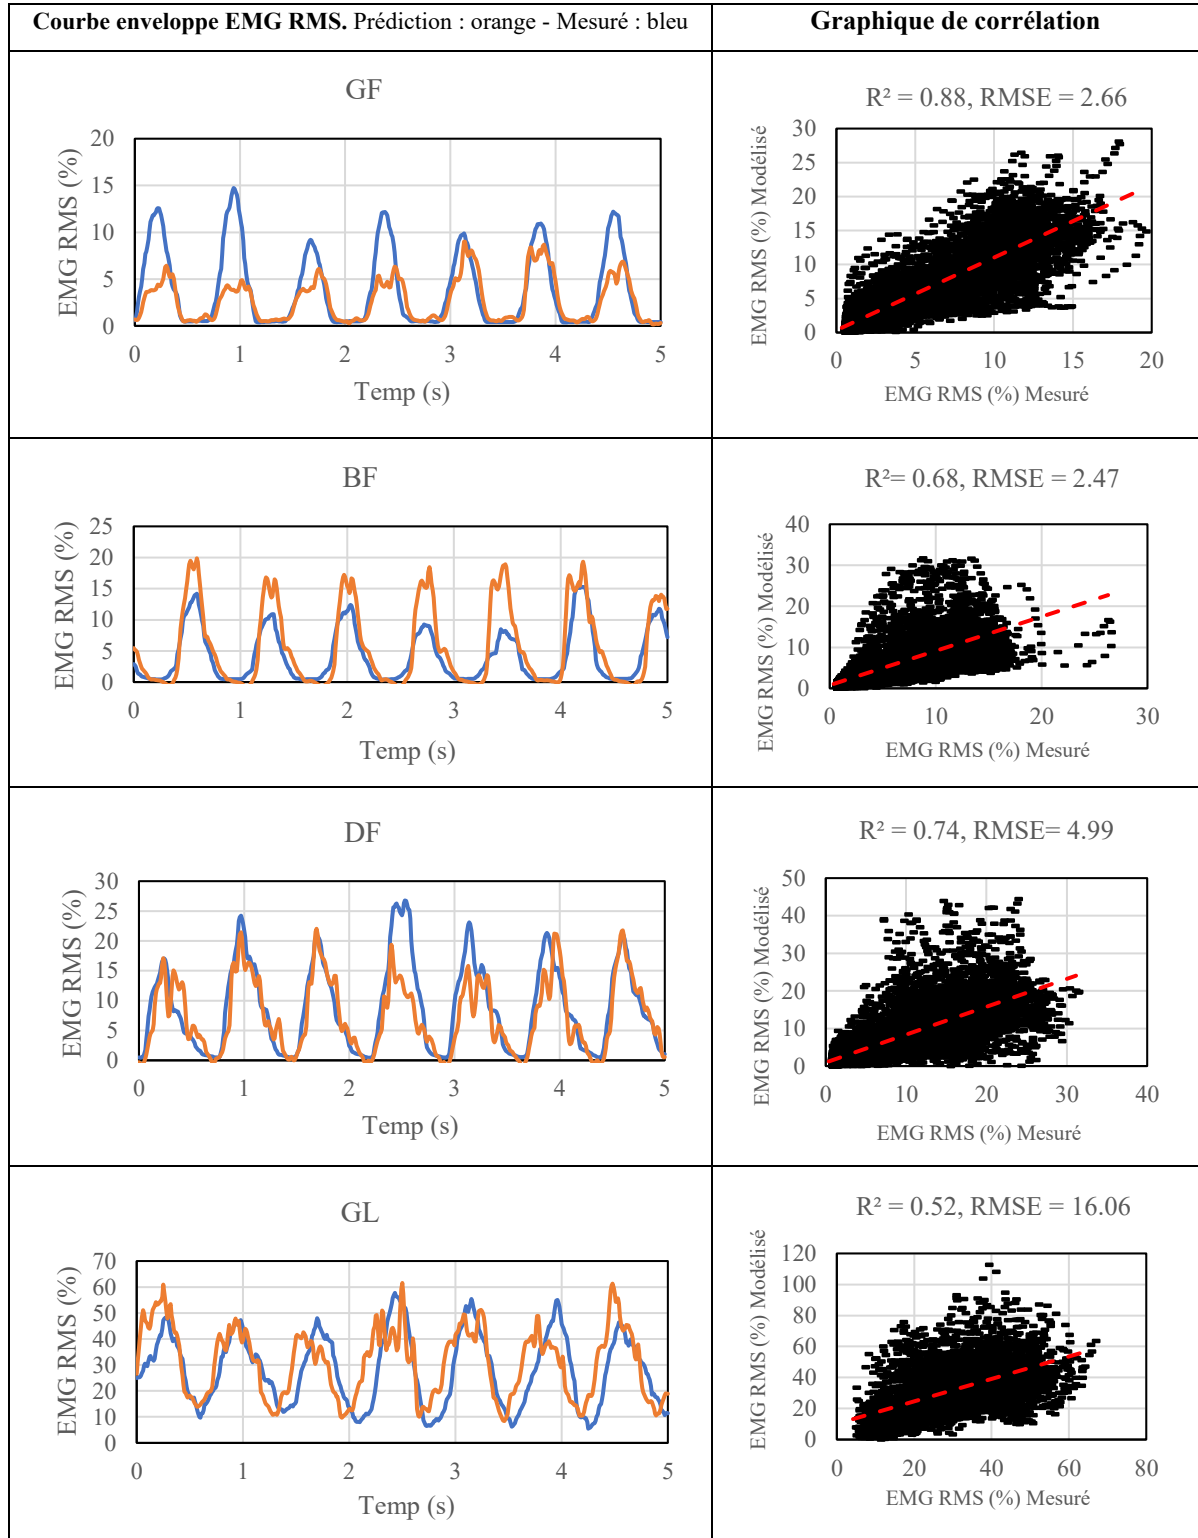 Courbe enveloppe EMG RMS. Prédiction : orange - Mesuré : bleu
Graphique de corrélation
GF
EMG RMS (%)
20
15
10
5
0
0 1 2 3 4 5
Temp (s)
R² = 0.88, RMSE = 2.66
EMG RMS (%) Modélisé
30
25
20
15
10
5
0
0 5 10 15 20
EMG RMS (%) Mesuré
BF
EMG RMS (%)
25
20
15
10
5
0
0 1 2 3 4 5
Temp (s)
R²= 0.68, RMSE = 2.47
EMG RMS (%) Modélisé
40
30
20
10
0
0 10 20 30
EMG RMS (%) Mesuré
DF
EMG RMS (%)
30
25
20
15
10
5
0
0 1 2 3 4 5
Temp (s)
R² = 0.74, RMSE= 4.99
EMG RMS (%) Modélisé
50
40
30
20
10
0
0 10 20 30 40
EMG RMS (%) Mesuré
GL
EMG RMS (%)
70
60
50
40
30
20
10
0
0 1 2 3 4 5
Temp (s)
R² = 0.52, RMSE = 16.06
EMG RMS (%) Modélisé
120
100
80
60
40
20
0
0 20 40 60 80
EMG RMS (%) Mesuré